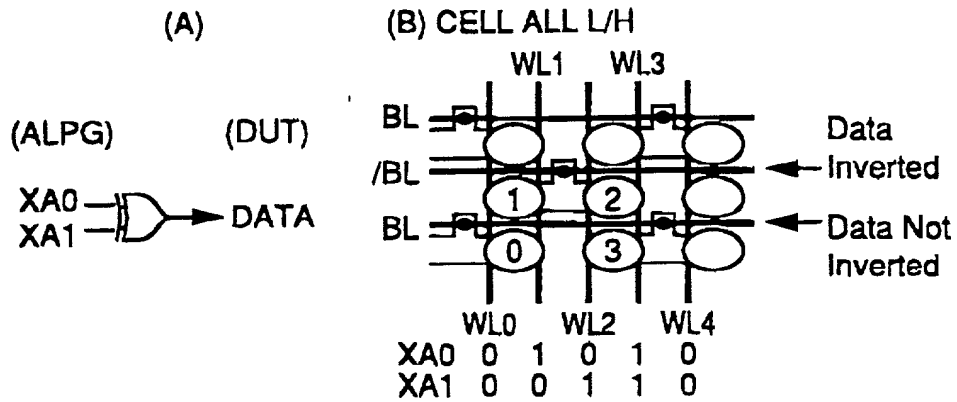 (A)
(B) CELL ALL L/H
WL1 WL3
(ALPG) (DUT)
XA0
XA1
DATA
BL
/BL
BL
1 2
0 3
Data
Inverted
Data Not
Inverted
WL0 WL2 WL4
XA0 0 1 0 1 0
XA1 0 0 1 1 0